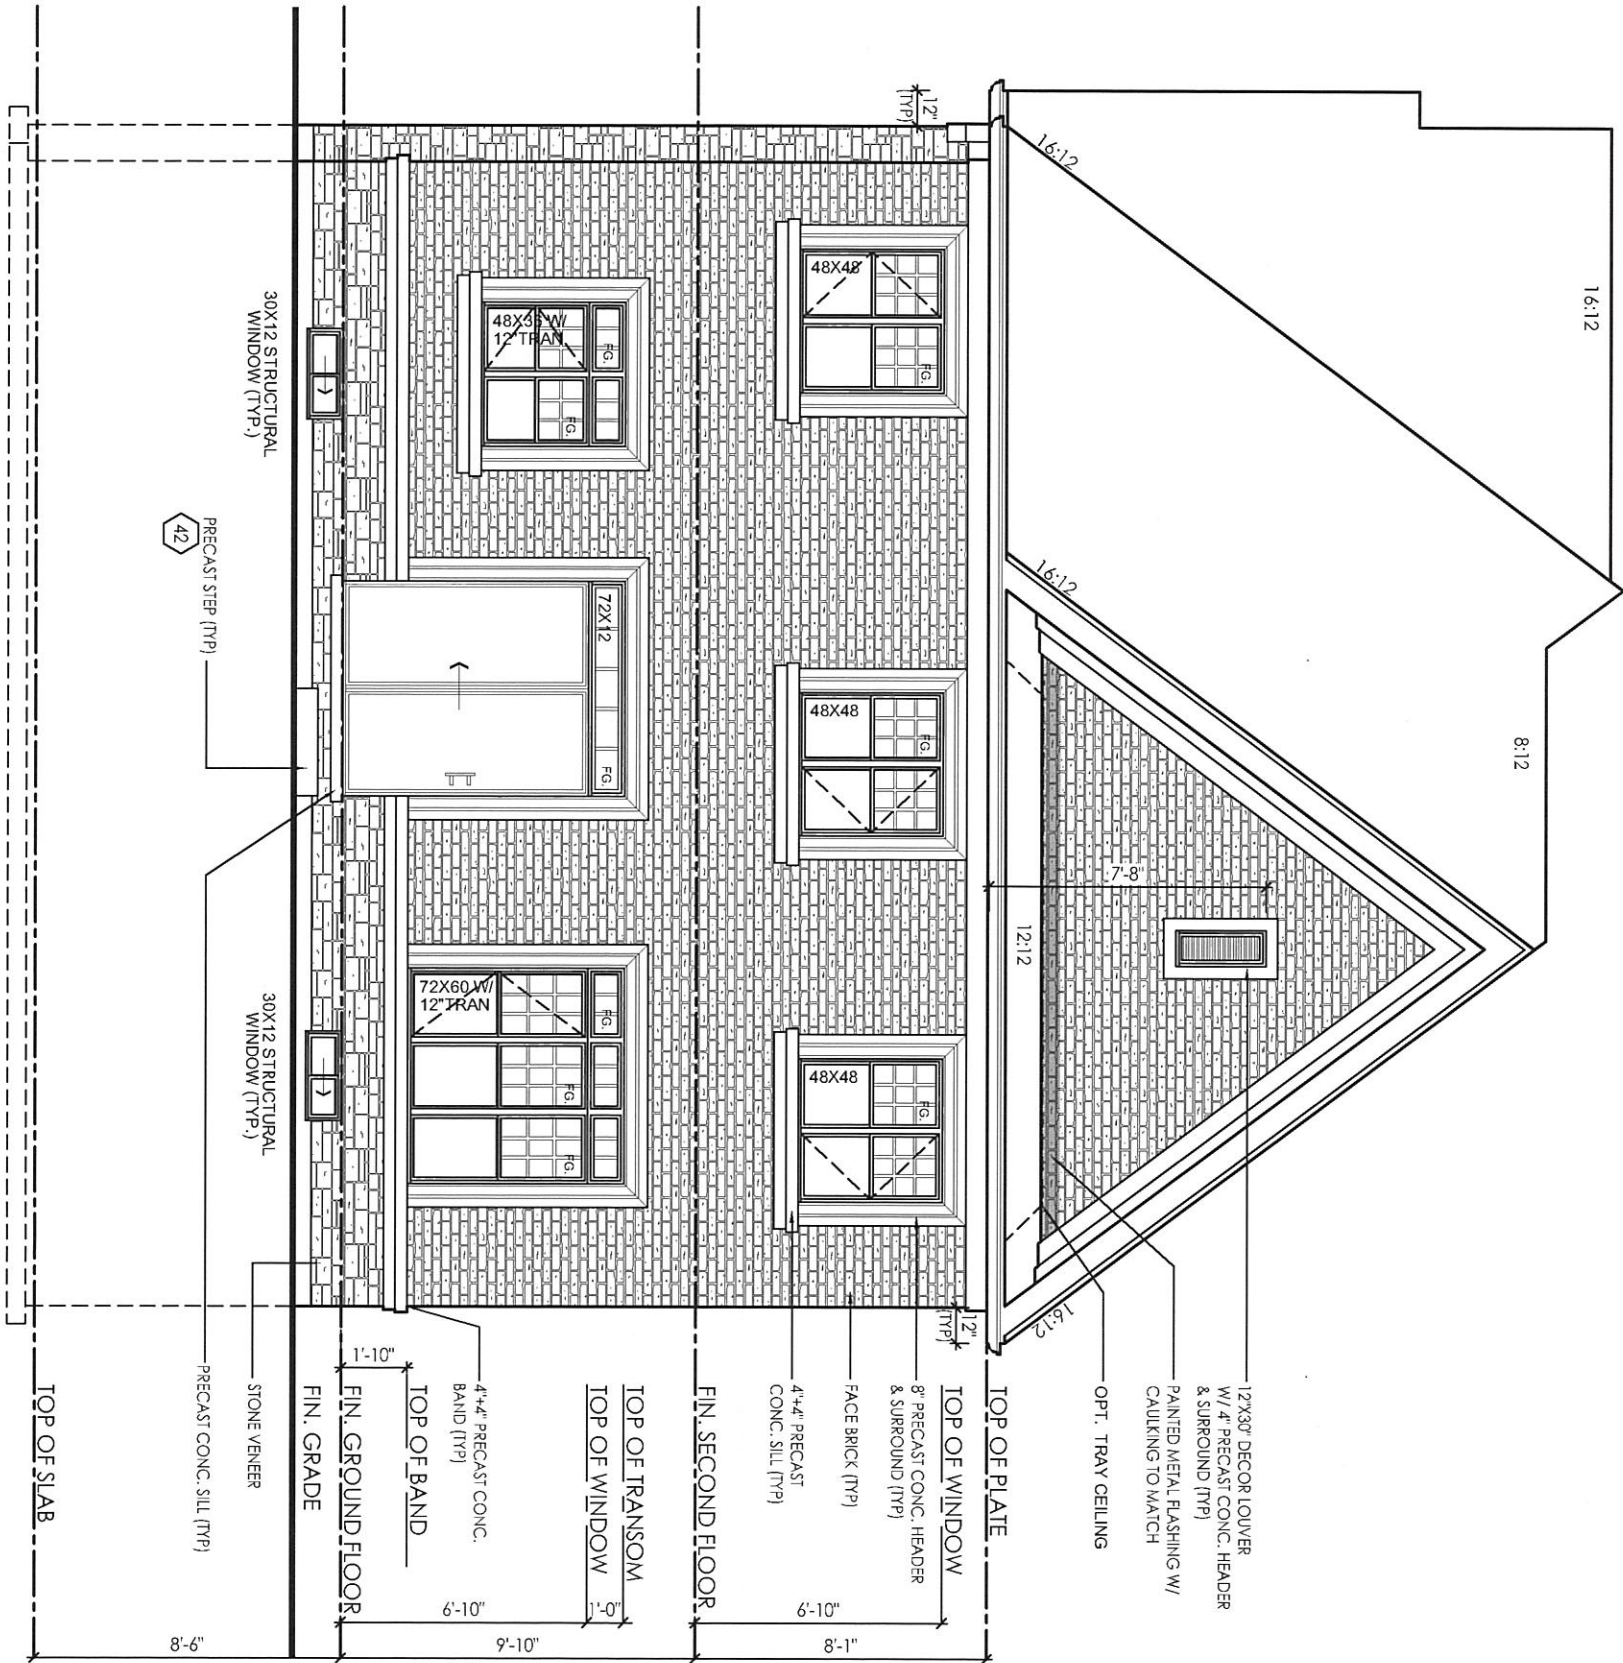 16:12
8:12
16:12
16:12
16:12
12:12
7'-8"
12"
(TYP)
12"
(TYP)
12"X30" DECOR LOUVER
W/ 4" PRECAST CONC. HEADER
& SURROUND (TYP)
PAINTED METAL FLASHING W/
CAULKING TO MATCH
OPT. TRAY CEILING
TOP OF PLATE
TOP OF WINDOW
8" PRECAST CONC. HEADER
& SURROUND (TYP)
FACE BRICK (TYP)
4"+4" PRECAST
CONC. SILL (TYP)
48X48
FG.
48X48
FG.
48X48
FG.
FIN. SECOND FLOOR
TOP OF TRANSOM
TOP OF WINDOW
48X36 W/
12"TRAN
FG.
FG.
72X12
FG.
72X60 W/
12"TRAN
FG.
FG.
FG.
4"+4" PRECAST CONC.
BAND (TYP)
TOP OF BAND
1'-10"
FIN. GROUND FLOOR
FIN. GRADE
30X12 STRUCTURAL
WINDOW (TYP.)
30X12 STRUCTURAL
WINDOW (TYP.)
STONE VENEER
PRECAST STEP (TYP)
42
PRECAST CONC. SILL (TYP)
TOP OF SLAB
6'-10"
8'-1"
1'-0"
6'-10"
9'-10"
8'-6"